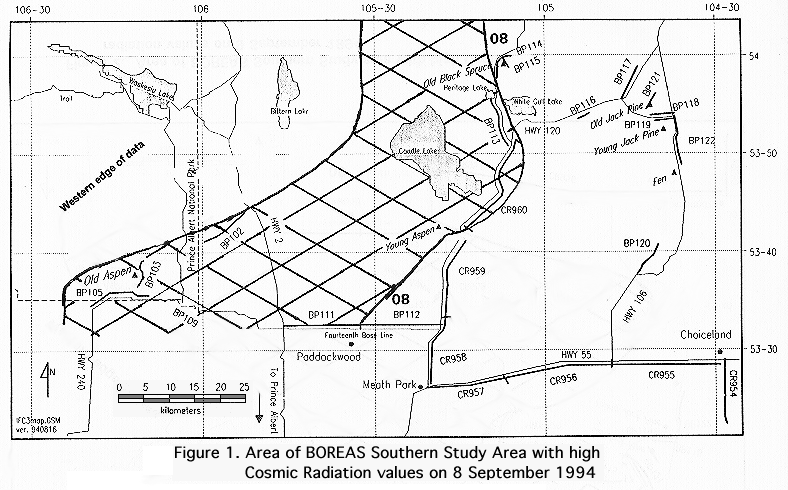 106-30
106
105-30
105
104-30
08
BP114
BP115
54
Old Black Spruce
Heritage Lake
Waskesiu Lake
Bittern Lake
White Gull Lake
BP116
BP117
BP121
BP118
Old Jack Pine
BP119
HWY 120
BP113
Young Jack Pine
BP122
Western edge of data
Candle Lake
53-50
Fen
Prince Albert National Park
CR960
HWY 2
BP102
Young Aspen
BP120
53-40
Old Aspen
BP103
CR959
BP105
08
HWY 106
BP109
BP111
BP112
Fourteenth Base Line
Choiceland
Paddockwood
53-30
CR958
HWY 55
HWY 240
N
To Prince Albert
Meath Park
CR957
CR956
CR955
CR954
0 5 10 15 20 25
kilometers
IFC3map.GSM
ver. 940816
Figure 1. Area of BOREAS Southern Study Area with high
Cosmic Radiation values on 8 September 1994